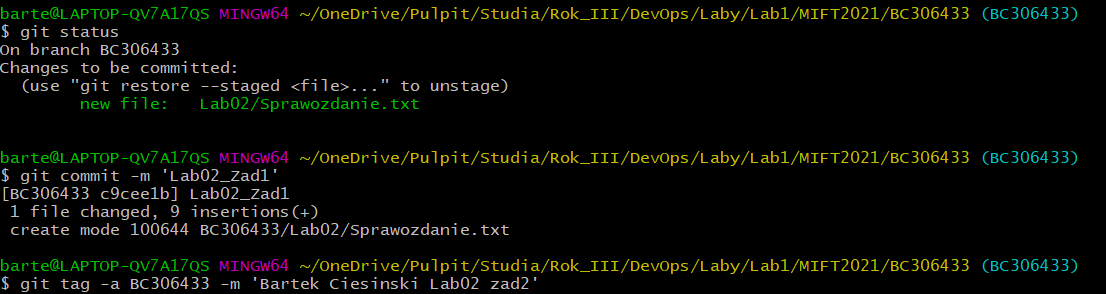 barte@LAPTOP-QV7A17QS MINGW64 ~/OneDrive/Pulpit/Studia/Rok_III/DevOps/Laby/Lab1/MIFT2021/BC306433 (BC306433)
$ git status
On branch BC306433
Changes to be committed:
  (use "git restore --staged <file>..." to unstage)
        new file:   Lab02/Sprawozdanie.txt
barte@LAPTOP-QV7A17QS MINGW64 ~/OneDrive/Pulpit/Studia/Rok_III/DevOps/Laby/Lab1/MIFT2021/BC306433 (BC306433)
$ git commit -m 'Lab02_Zad1'
[BC306433 c9cee1b] Lab02_Zad1
 1 file changed, 9 insertions(+)
 create mode 100644 BC306433/Lab02/Sprawozdanie.txt
barte@LAPTOP-QV7A17QS MINGW64 ~/OneDrive/Pulpit/Studia/Rok_III/DevOps/Laby/Lab1/MIFT2021/BC306433 (BC306433)
$ git tag -a BC306433 -m 'Bartek Ciesinski Lab02 zad2'